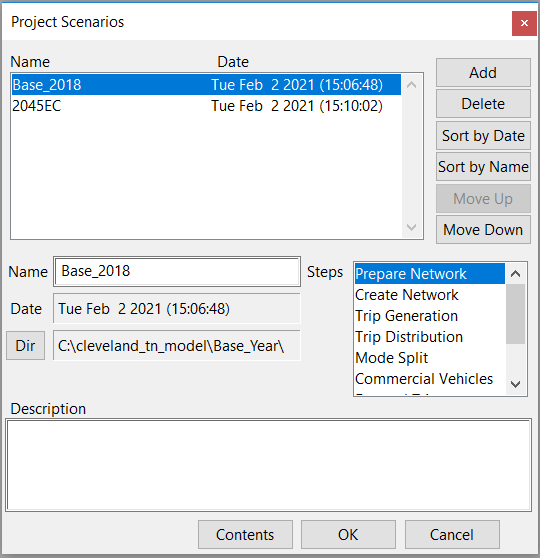 Project Scenarios
Name Date
Base_2018 Tue Feb 2 2021 (15:06:48)
2045EC Tue Feb 2 2021 (15:10:02)
Add
Delete
Sort by Date
Sort by Name
Move Up
Move Down
Name Base_2018
Date Tue Feb 2 2021 (15:06:48)
Dir C:\cleveland_tn_model\Base_Year\
Steps
Prepare Network
Create Network
Trip Generation
Trip Distribution
Mode Split
Commercial Vehicles
Description
Contents OK Cancel